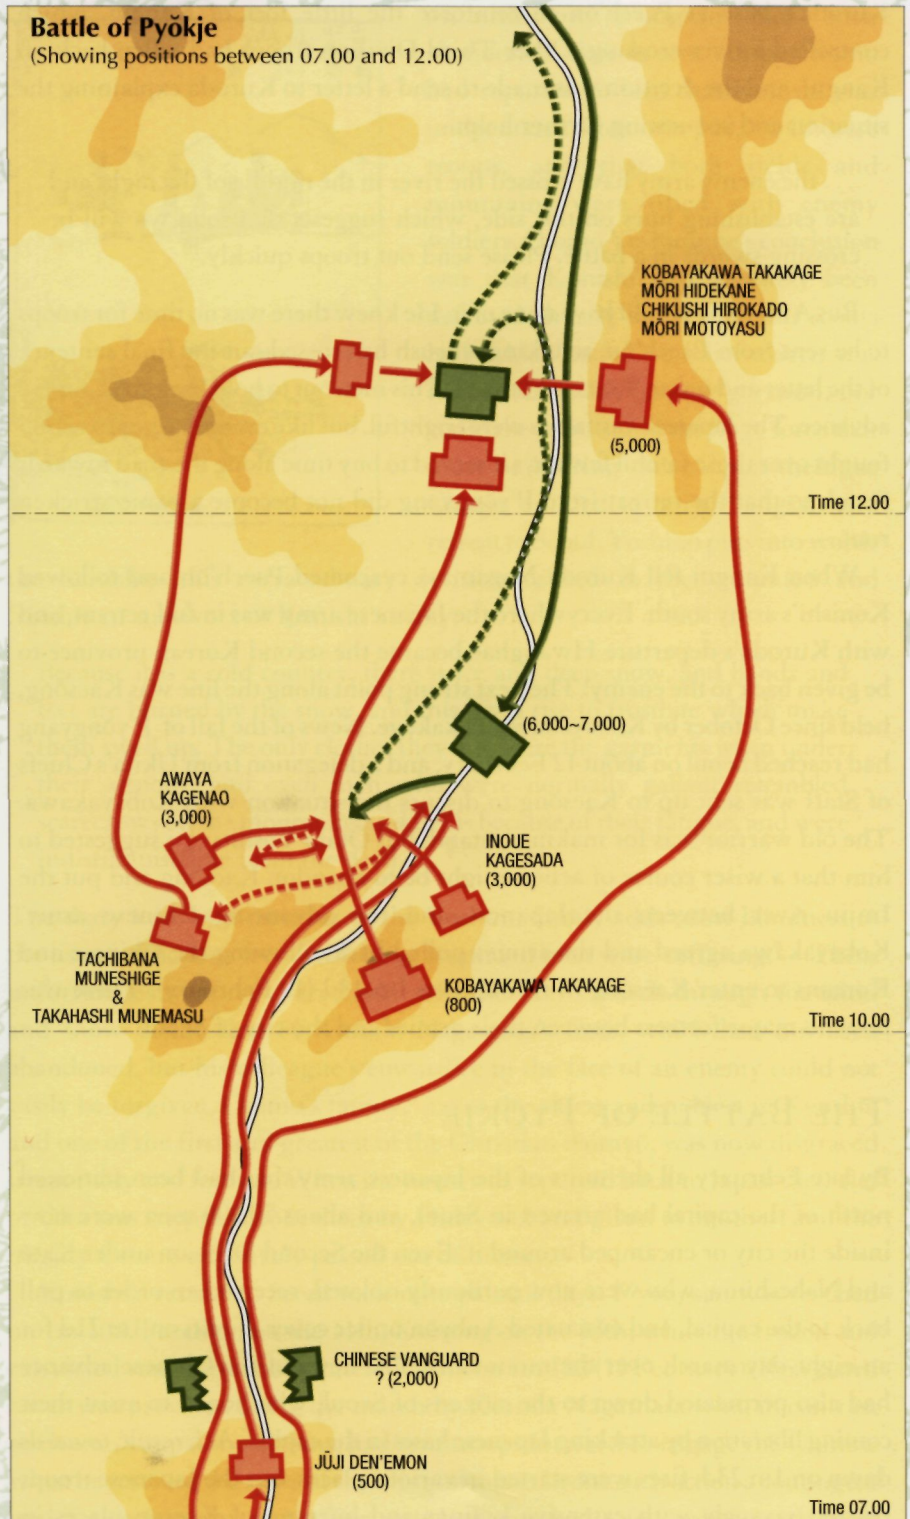 Battle of Pyŏkje
(Showing positions between 07.00 and 12.00)
KOBAYAKAWA TAKAKAGE
MŌRI HIDEKANE
CHIKUSHI HIROKADO
MŌRI MOTOYASU
(5,000)
Time 12.00
(6,000~7,000)
AWAYA
KAGENAO
(3,000)
INOUE
KAGESADA
(3,000)
TACHIBANA
MUNESHIGE
&
TAKAHASHI MUNEMASU
KOBAYAKAWA TAKAKAGE
(800)
Time 10.00
CHINESE VANGUARD
? (2,000)
JŪJI DEN'EMON
(500)
Time 07.00